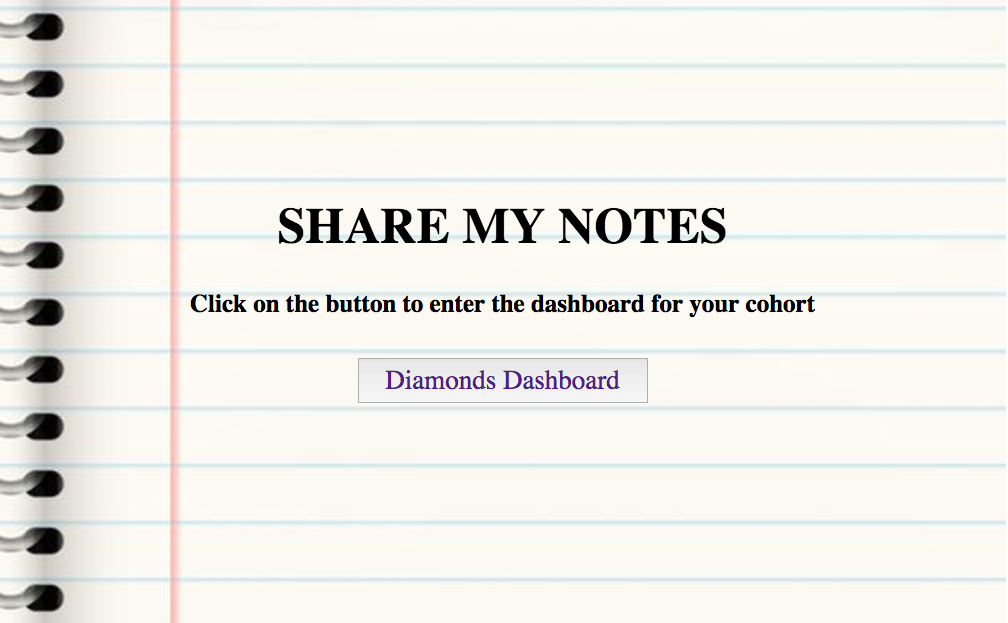 SHARE MY NOTES
Click on the button to enter the dashboard for your cohort
Diamonds Dashboard